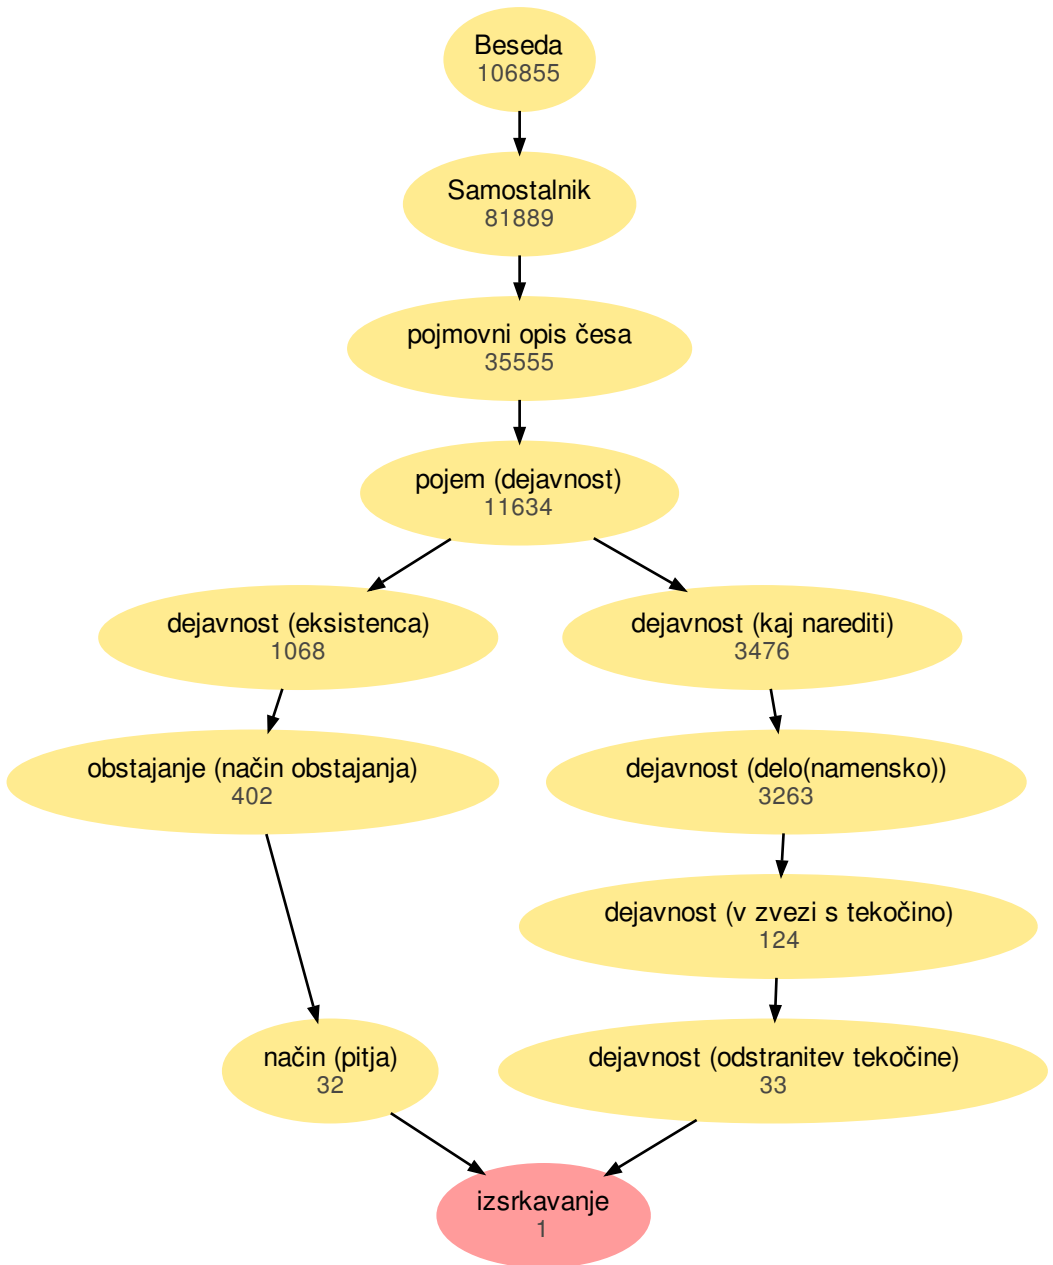 Beseda
106855
Samostalnik
81889
pojmovni opis česa
35555
pojem (dejavnost)
11634
dejavnost (eksistenca)
1068
dejavnost (kaj narediti)
3476
obstajanje (način obstajanja)
402
dejavnost (delo(namensko))
3263
dejavnost (v zvezi s tekočino)
124
način (pitja)
32
dejavnost (odstranitev tekočine)
33
izsrkavanje
1